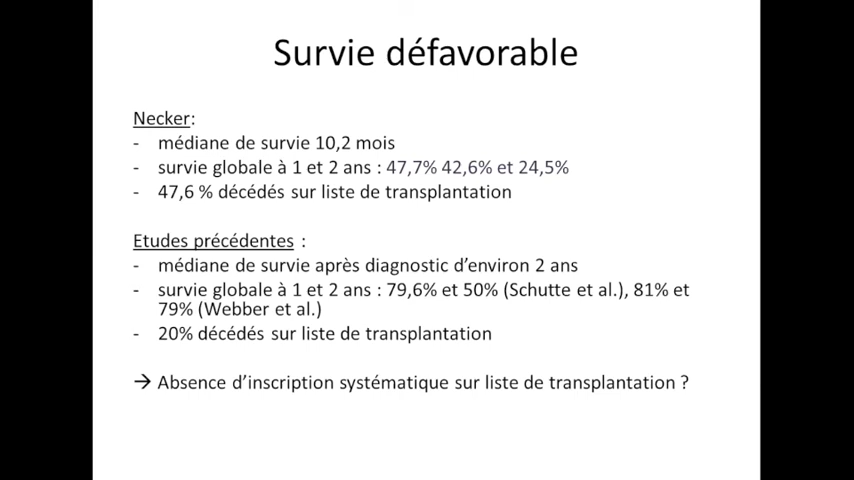 Survie défavorable
Necker:
- médiane de survie 10,2 mois
- survie globale à 1 et 2 ans : 47,7% 42,6% et 24,5%
- 47,6 % décédés sur liste de transplantation
Etudes précédentes :
- médiane de survie après diagnostic d’environ 2 ans
- survie globale à 1 et 2 ans : 79,6% et 50% (Schutte et al.), 81% et
79% (Webber et al.)
- 20% décédés sur liste de transplantation
→ Absence d’inscription systématique sur liste de transplantation ?